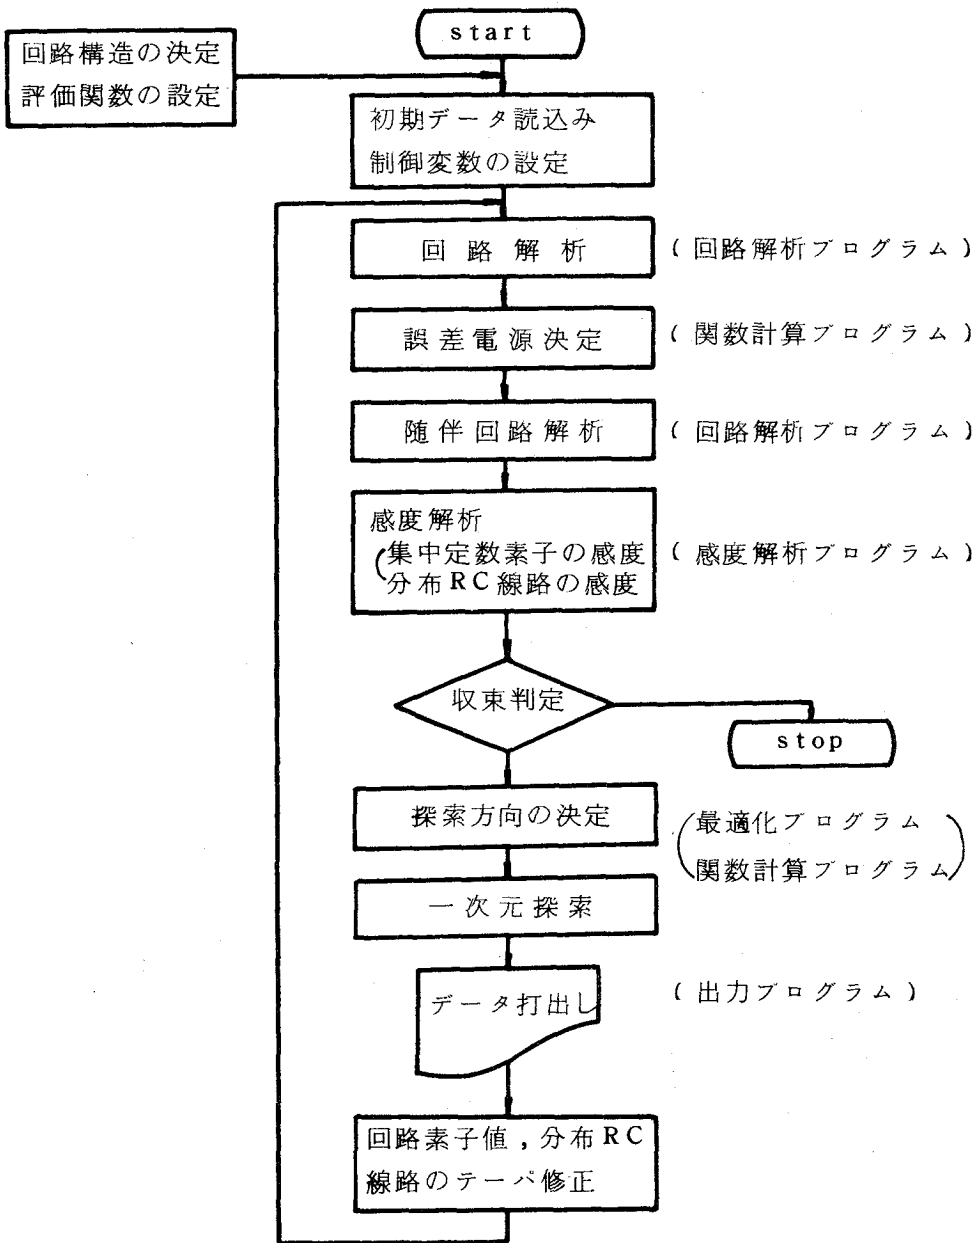 start
回路構造の決定
評価関数の設定
初期データ読込み
制御変数の設定
回路解析
(回路解析プログラム)
誤差電源決定
(関数計算プログラム)
随伴回路解析
(回路解析プログラム)
感度解析
(集中定数素子の感度
分布RC線路の感度
(感度解析プログラム)
収束判定
stop
探索方向の決定
(最適化プログラム
関数計算プログラム)
一次元探索
データ打出し
(出力プログラム)
回路素子値,分布RC
線路のテーパ修正